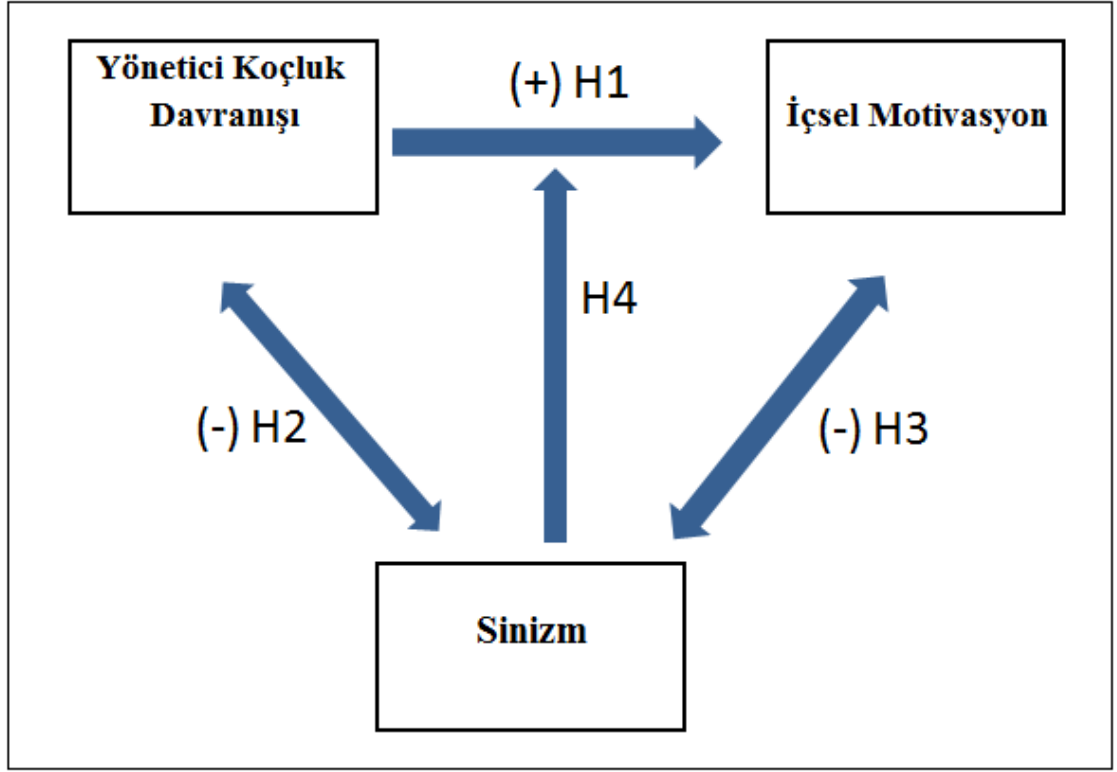 Yönetici Koçluk
Davranışı
(+) H1
İçsel Motivasyon
H4
(-) H2
(-) H3
Sinizm